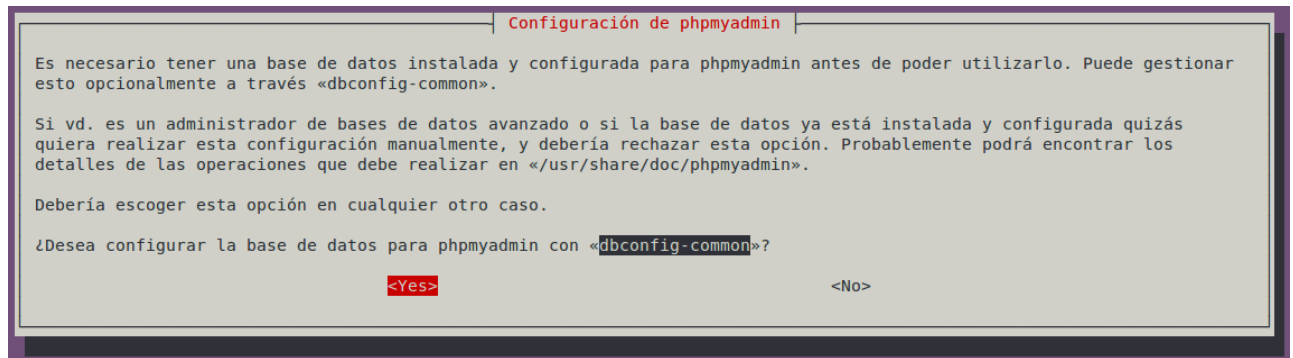 Configuración de phpmyadmin
Es necesario tener una base de datos instalada y configurada para phpmyadmin antes de poder utilizarlo. Puede gestionar
esto opcionalmente a través «dbconfig-common».
Si vd. es un administrador de bases de datos avanzado o si la base de datos ya está instalada y configurada quizás
quiera realizar esta configuración manualmente, y debería rechazar esta opción. Probablemente podrá encontrar los
detalles de las operaciones que debe realizar en «/usr/share/doc/phpmyadmin».
Debería escoger esta opción en cualquier otro caso.
¿Desea configurar la base de datos para phpmyadmin con «dbconfig-common»?
<Yes> <No>